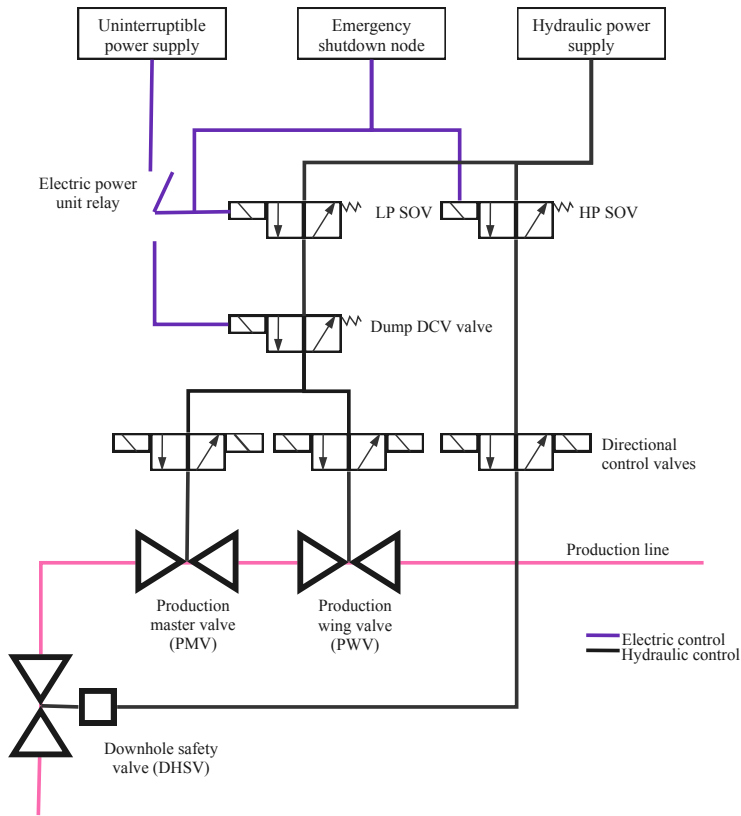 Uninterruptible
power supply
Emergency
shutdown node
Hydraulic power
supply
Electric power
unit relay
LP SOV
HP SOV
Dump DCV valve
Directional
control valves
Production line
Production
master valve
(PMV)
Production
wing valve
(PWV)
Electric control
Hydraulic control
Downhole safety
valve (DHSV)